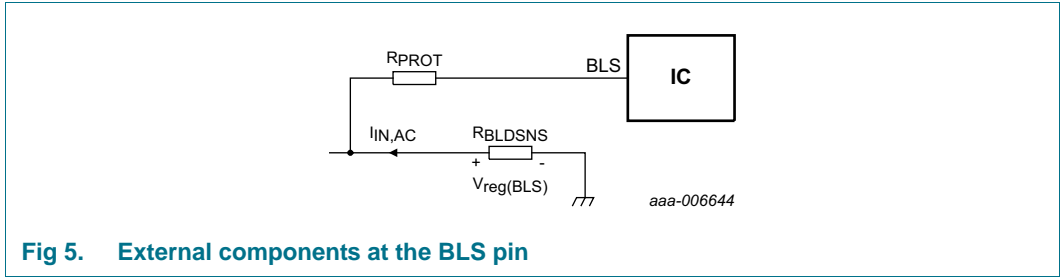 RPROT
BLS
IC
IIN,AC
RBLDSNS
+ -
Vreg(BLS)
aaa-006644
Fig 5. External components at the BLS pin